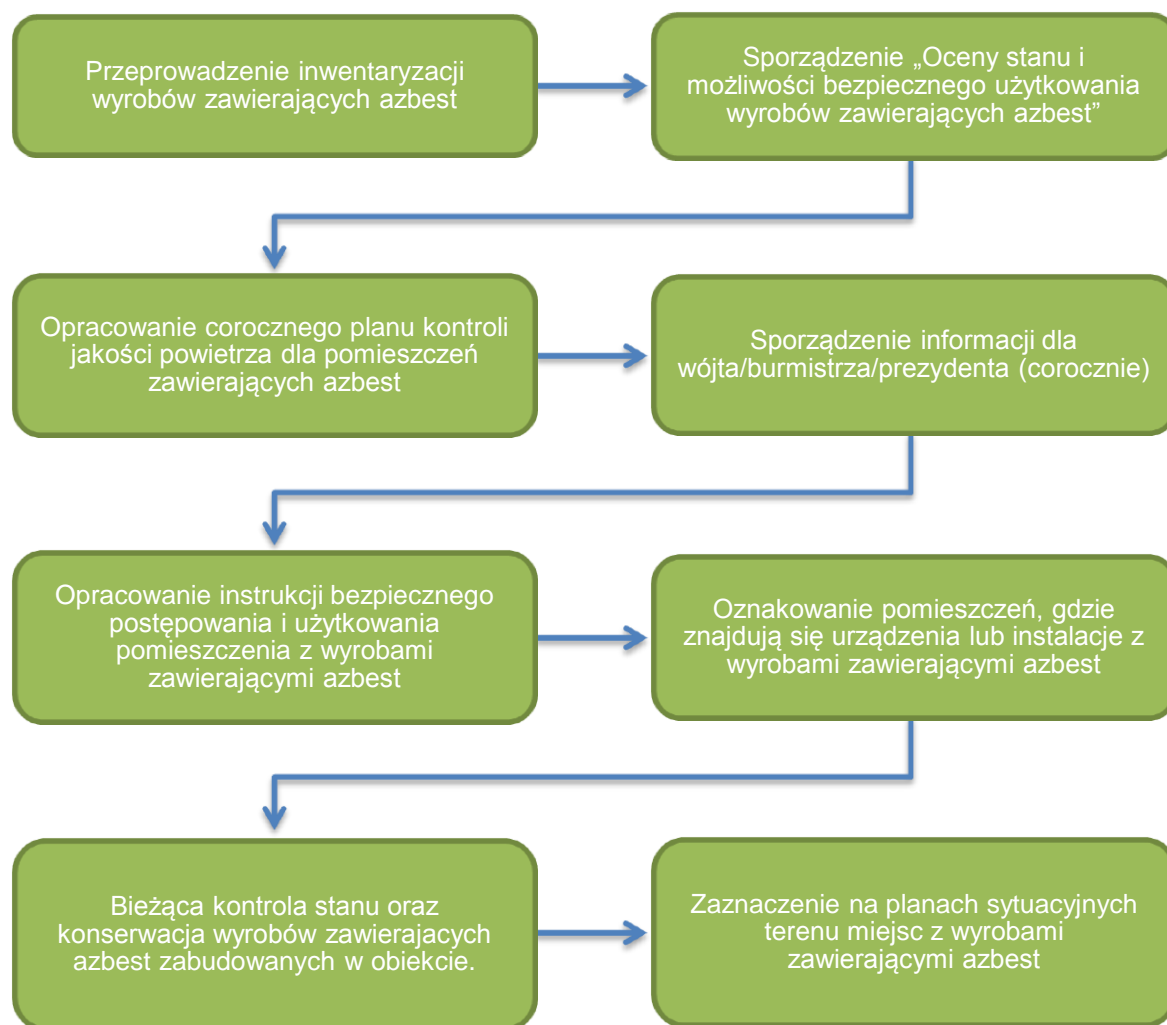 Przeprowadzenie inwentaryzacji
wyrobów zawierających azbest
Sporządzenie „Oceny stanu i
możliwości bezpiecznego użytkowania
wyrobów zawierających azbest”
Opracowanie corocznego planu kontroli
jakości powietrza dla pomieszczeń
zawierających azbest
Sporządzenie informacji dla
wójta/burmistrza/prezydenta (corocznie)
Opracowanie instrukcji bezpiecznego
postępowania i użytkowania
pomieszczenia z wyrobami
zawierającymi azbest
Oznakowanie pomieszczeń, gdzie
znajdują się urządzenia lub instalacje z
wyrobami zawierającymi azbest
Bieżąca kontrola stanu oraz
konserwacja wyrobów zawierajacych
azbest zabudowanych w obiekcie.
Zaznaczenie na planach sytuacyjnych
terenu miejsc z wyrobami
zawierającymi azbest